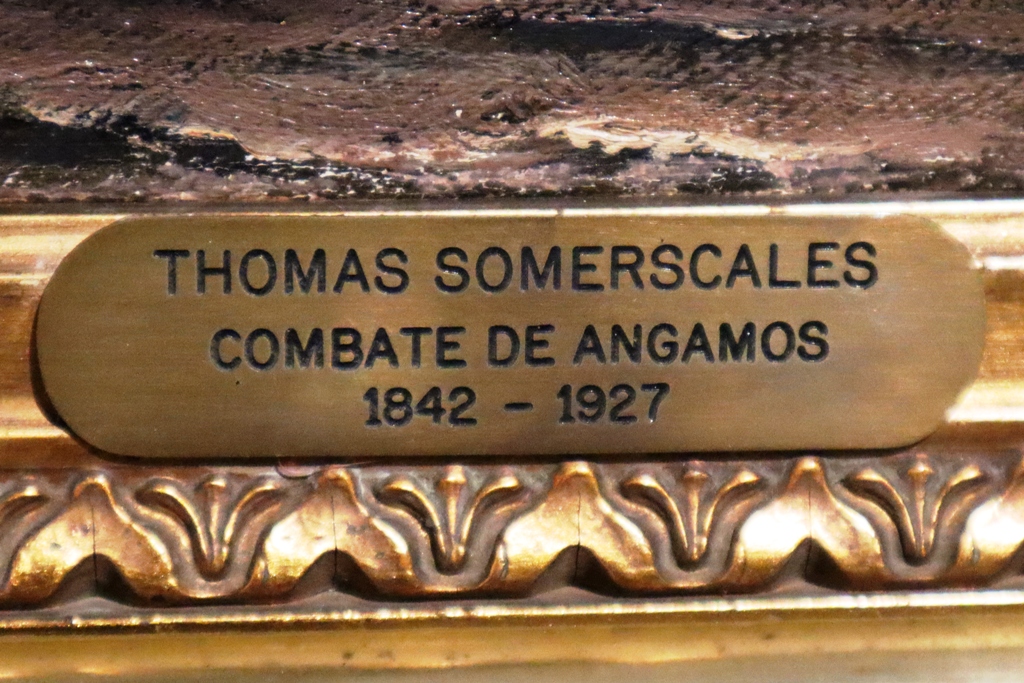 THOMAS SOMERSCALES
COMBATE DE ANGAMOS
1842 - 1927